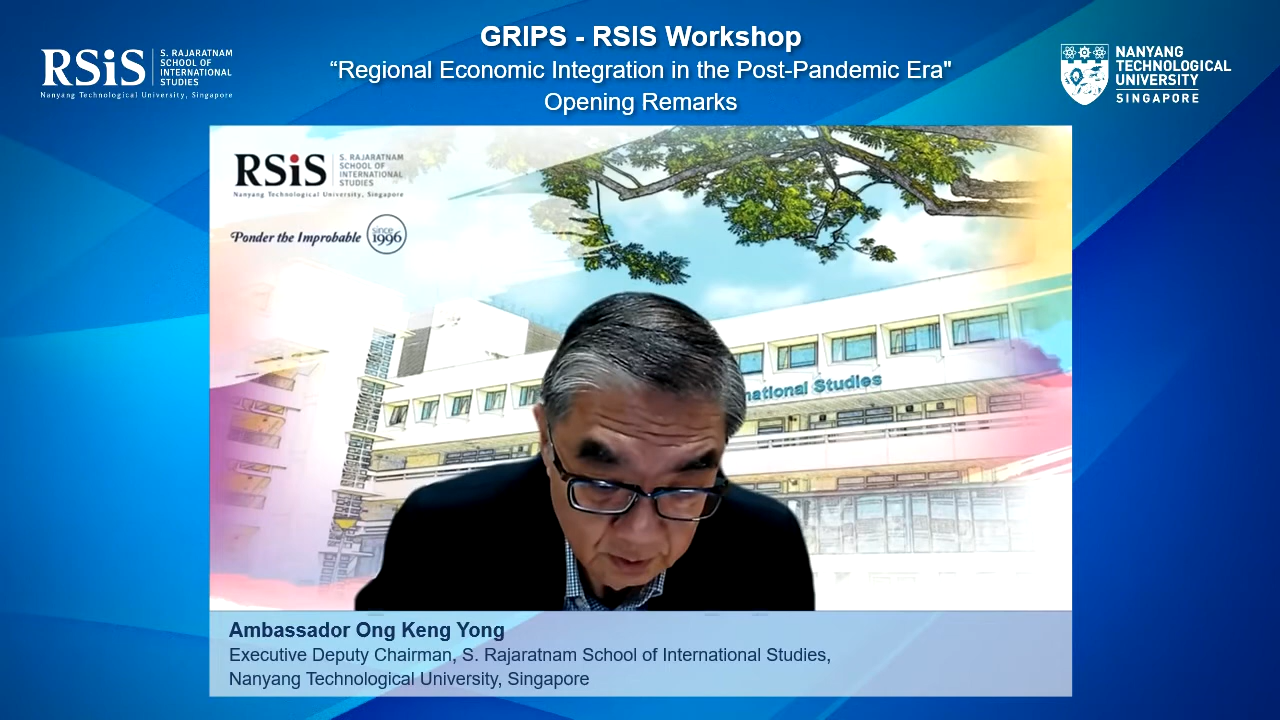 RSiS
S. RAJARATNAM
SCHOOL OF
INTERNATIONAL
STUDIES
Nanyang Technological University, Singapore
GRIPS - RSIS Workshop
“Regional Economic Integration in the Post-Pandemic Era"
Opening Remarks
NANYANG
TECHNOLOGICAL
UNIVERSITY
SINGAPORE
RSiS
S. RAJARATNAM
SCHOOL OF
INTERNATIONAL
STUDIES
Nanyang Technological University, Singapore
Ponder the Improbable
since
1996
national Studies
Ambassador Ong Keng Yong
Executive Deputy Chairman, S. Rajaratnam School of International Studies,
Nanyang Technological University, Singapore